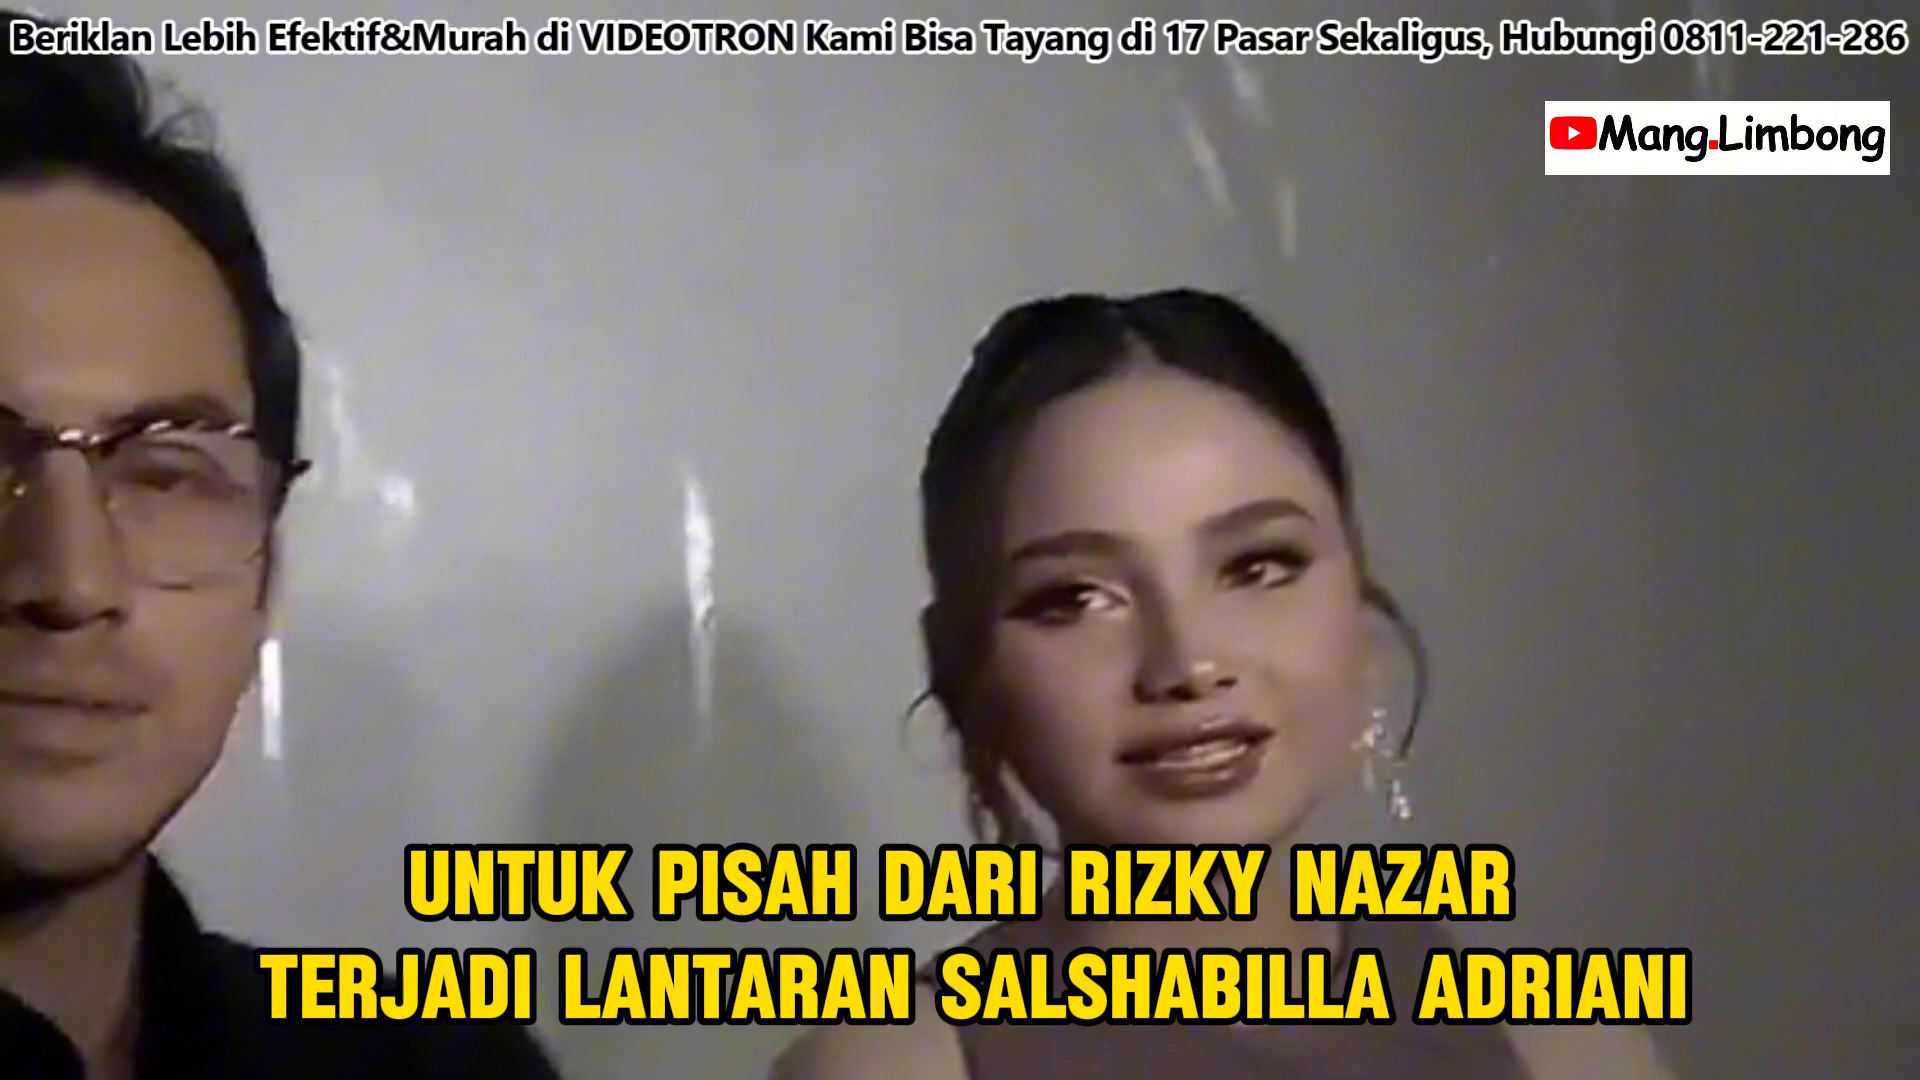 Beriklan Lebih Efektif&Murah di VIDEOTRON Kami Bisa Tayang di 17 Pasar Sekaligus, Hubungi 0811-221-286
Mang.Limbong
UNTUK PISAH DARI RIZKY NAZAR
TERJADI LANTARAN SALSHABILLA ADRIANI